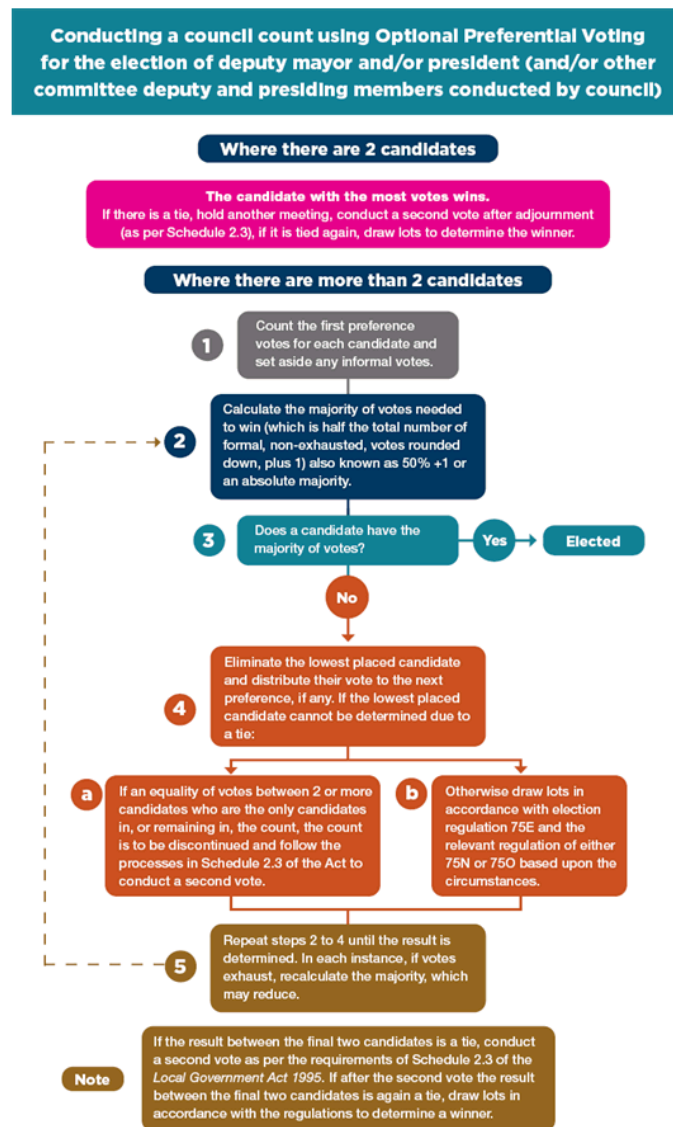 Conducting a council count using Optional Preferential Voting
for the election of deputy mayor and/or president (and/or other
committee deputy and presiding members conducted by council)
Where there are 2 candidates
The candidate with the most votes wins.
If there is a tie, hold another meeting, conduct a second vote after adjournment
(as per Schedule 2.3), if it is tied again, draw lots to determine the winner.
Where there are more than 2 candidates
1
Count the first preference
votes for each candidate and
set aside any informal votes.
2
Calculate the majority of votes needed
to win (which is half the total number of
formal, non-exhausted, votes rounded
down, plus 1) also known as 50% +1 or
an absolute majority.
3
Does a candidate have the
majority of votes?
Yes
Elected
No
4
Eliminate the lowest placed candidate
and distribute their vote to the next
preference, if any. If the lowest placed
candidate cannot be determined due to
a tie:
a
If an equality of votes between 2 or more
candidates who are the only candidates
in, or remaining in, the count, the count
is to be discontinued and follow the
processes in Schedule 2.3 of the Act to
conduct a second vote.
b
Otherwise draw lots in
accordance with election
regulation 75E and the
relevant regulation of either
75N or 75O based upon the
circumstances.
5
Repeat steps 2 to 4 until the result is
determined. In each instance, if votes
exhaust, recalculate the majority, which
may reduce.
Note
If the result between the final two candidates is a tie, conduct
a second vote as per the requirements of Schedule 2.3 of the
Local Government Act 1995. If after the second vote the result
between the final two candidates is again a tie, draw lots in
accordance with the regulations to determine a winner.